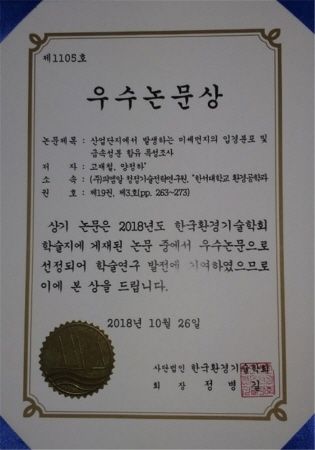 제1105호
우수논문상
논문제목 : 산업단지에서 발생하는 미세먼지의 입경분포 및
금속성분 함유 특성조사
저 자 : 고재철, 양정하*
소 속 : 청정기술전략연구원, *한서대학교 환경공학과
권 호 : 제19권, 제3호(pp. 263~273)
상기 논문은 2018년도 한국환경기술학회
학술지에 게재된 논문 중에서 우수논문으로
선정되어 학술연구 발전에 기여하였으므로
이에 본 상을 드립니다.
2018년 10월 26일
사단법인 한국환경기술학회
회 장 정 병 길